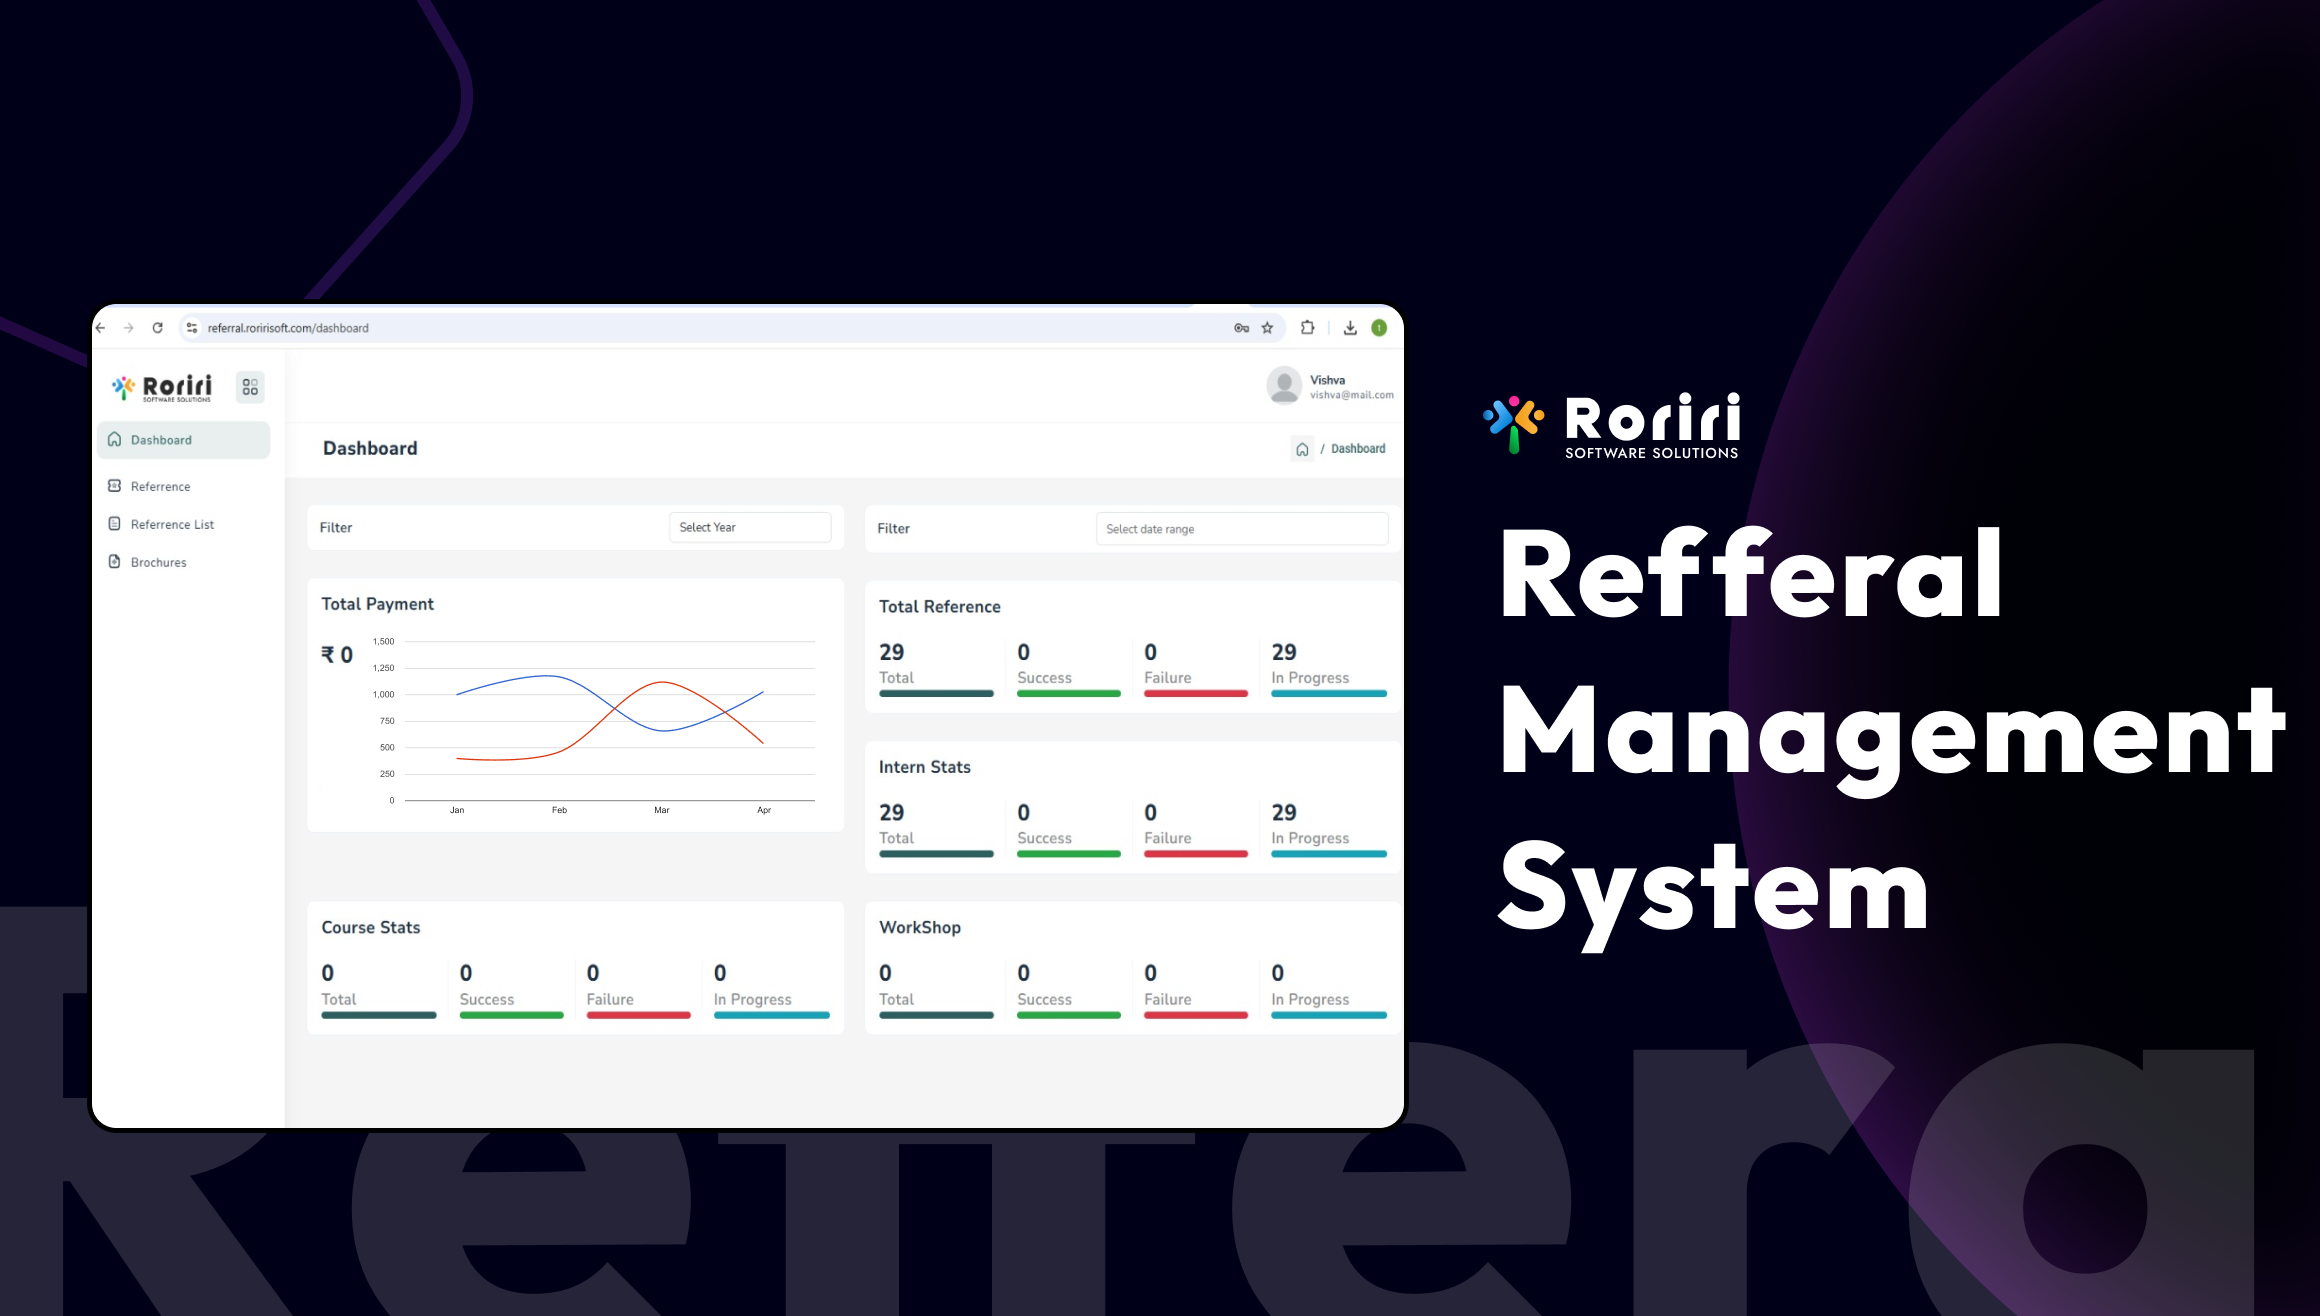 referral.roririsoft.com/dashboard
t
Roriri
SOFTWARE SOLUTIONS
Vishva
vishva@mail.com
Dashboard
Referrence
Referrence List
Brochures
Dashboard
/ Dashboard
Filter
Select Year
Filter
Select date range
Total Payment
₹ 0
1,500
1,250
1,000
750
500
250
0
Jan Feb Mar Apr
Total Reference
29 0 0 29
Total Success Failure In Progress
Intern Stats
29 0 0 29
Total Success Failure In Progress
Course Stats
0 0 0 0
Total Success Failure In Progress
WorkShop
0 0 0 0
Total Success Failure In Progress
Roriri
SOFTWARE SOLUTIONS
Refferal
Management
System
Reffera